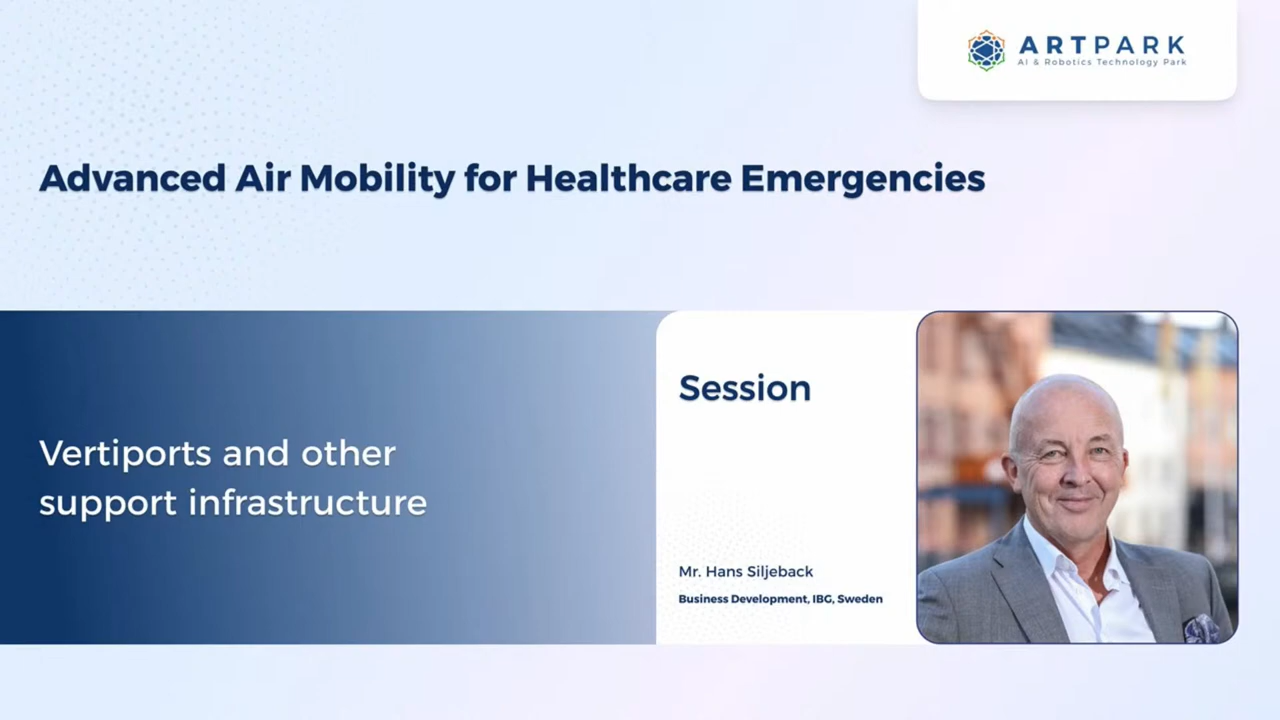 ARTPARK
AI & Robotics Technology Park
Advanced Air Mobility for Healthcare Emergencies
Vertiports and other
support infrastructure
Session
Mr. Hans Siljeback
Business Development, IBG, Sweden